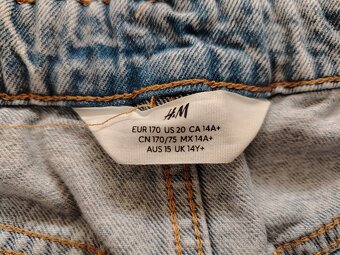 H&M
EUR 170 US 20 CA 14A+
CN 170/75 MX 14A+
AUS 15 UK 14Y+